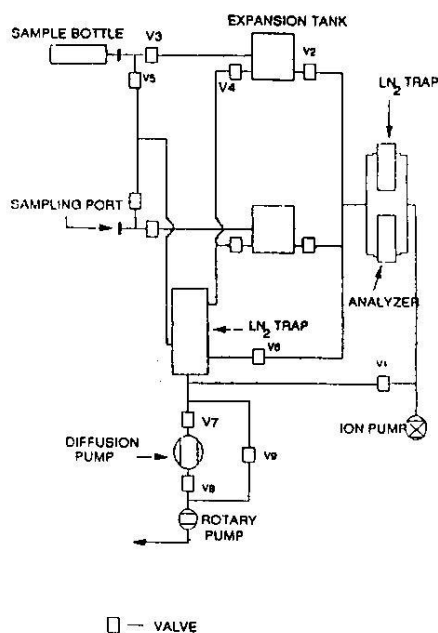 EXPANSION TANK
SAMPLE BOTTLE
V3
V2
V5
V4
LN2 TRAP
SAMPLING PORT
ANALYZER
LN2 TRAP
V6
V1
V7
DIFFUSION
PUMP
V9
ION PUMP
V8
ROTARY
PUMP
— VALVE